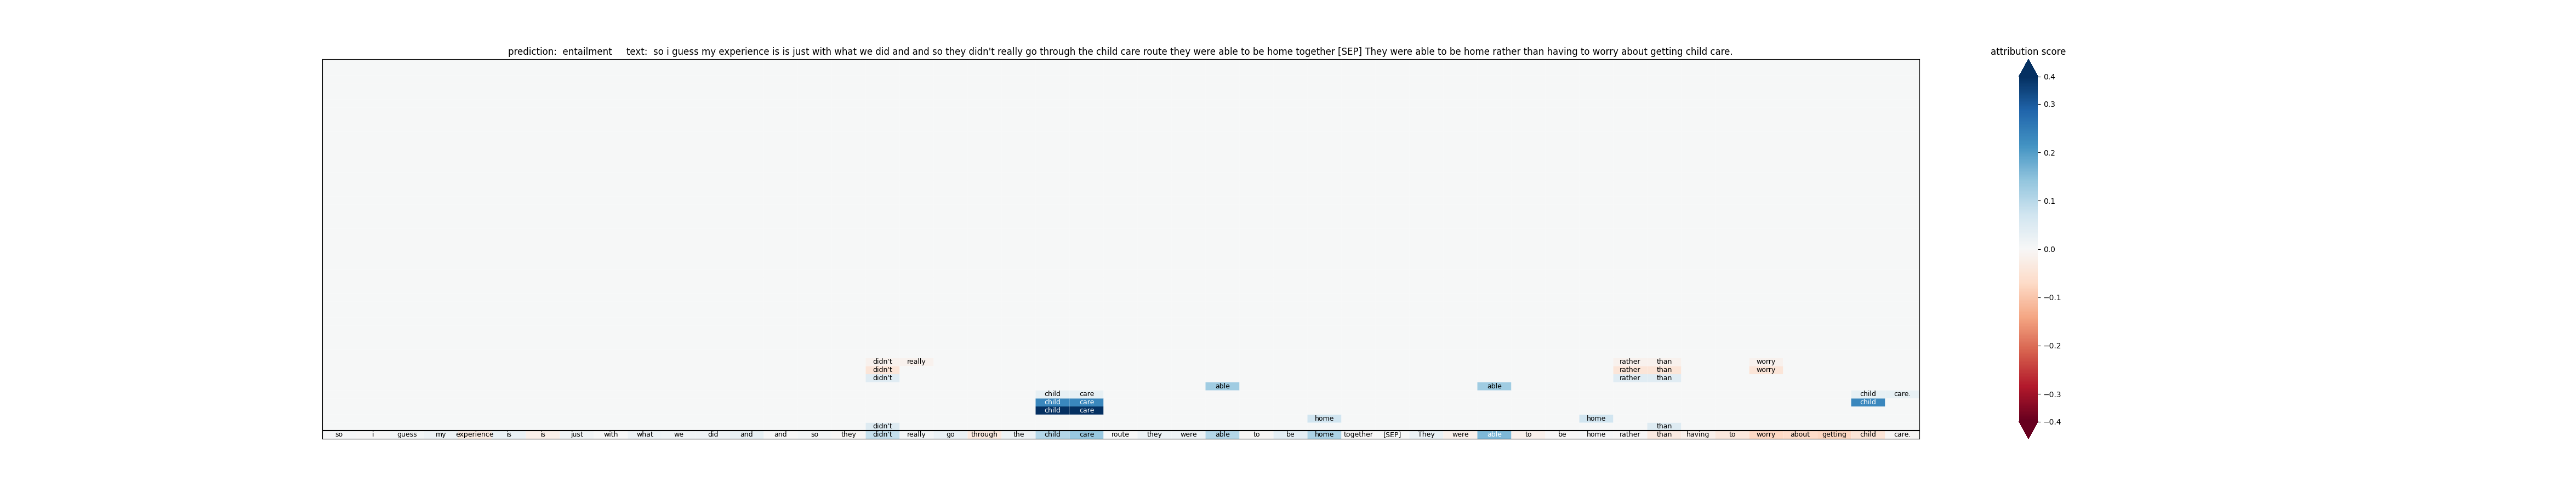 prediction:  entailment     text:  so i guess my experience is is just with what we did and and so they didn't really go through the child care route they were able to be home together [SEP] They were able to be home rather than having to worry about getting child care.
attribution score
0.4
0.3
0.2
0.1
0.0
−0.1
−0.2
−0.3
−0.4
didn't really rather than worry
didn't rather than worry
didn't rather than
able able
child care child care.
child care child
child care
home home
didn't than
so i guess my experience is is just with what we did and and so they didn't really go through the child care route they were able to be home together [SEP] They were able to be home rather than having to worry about getting child care.